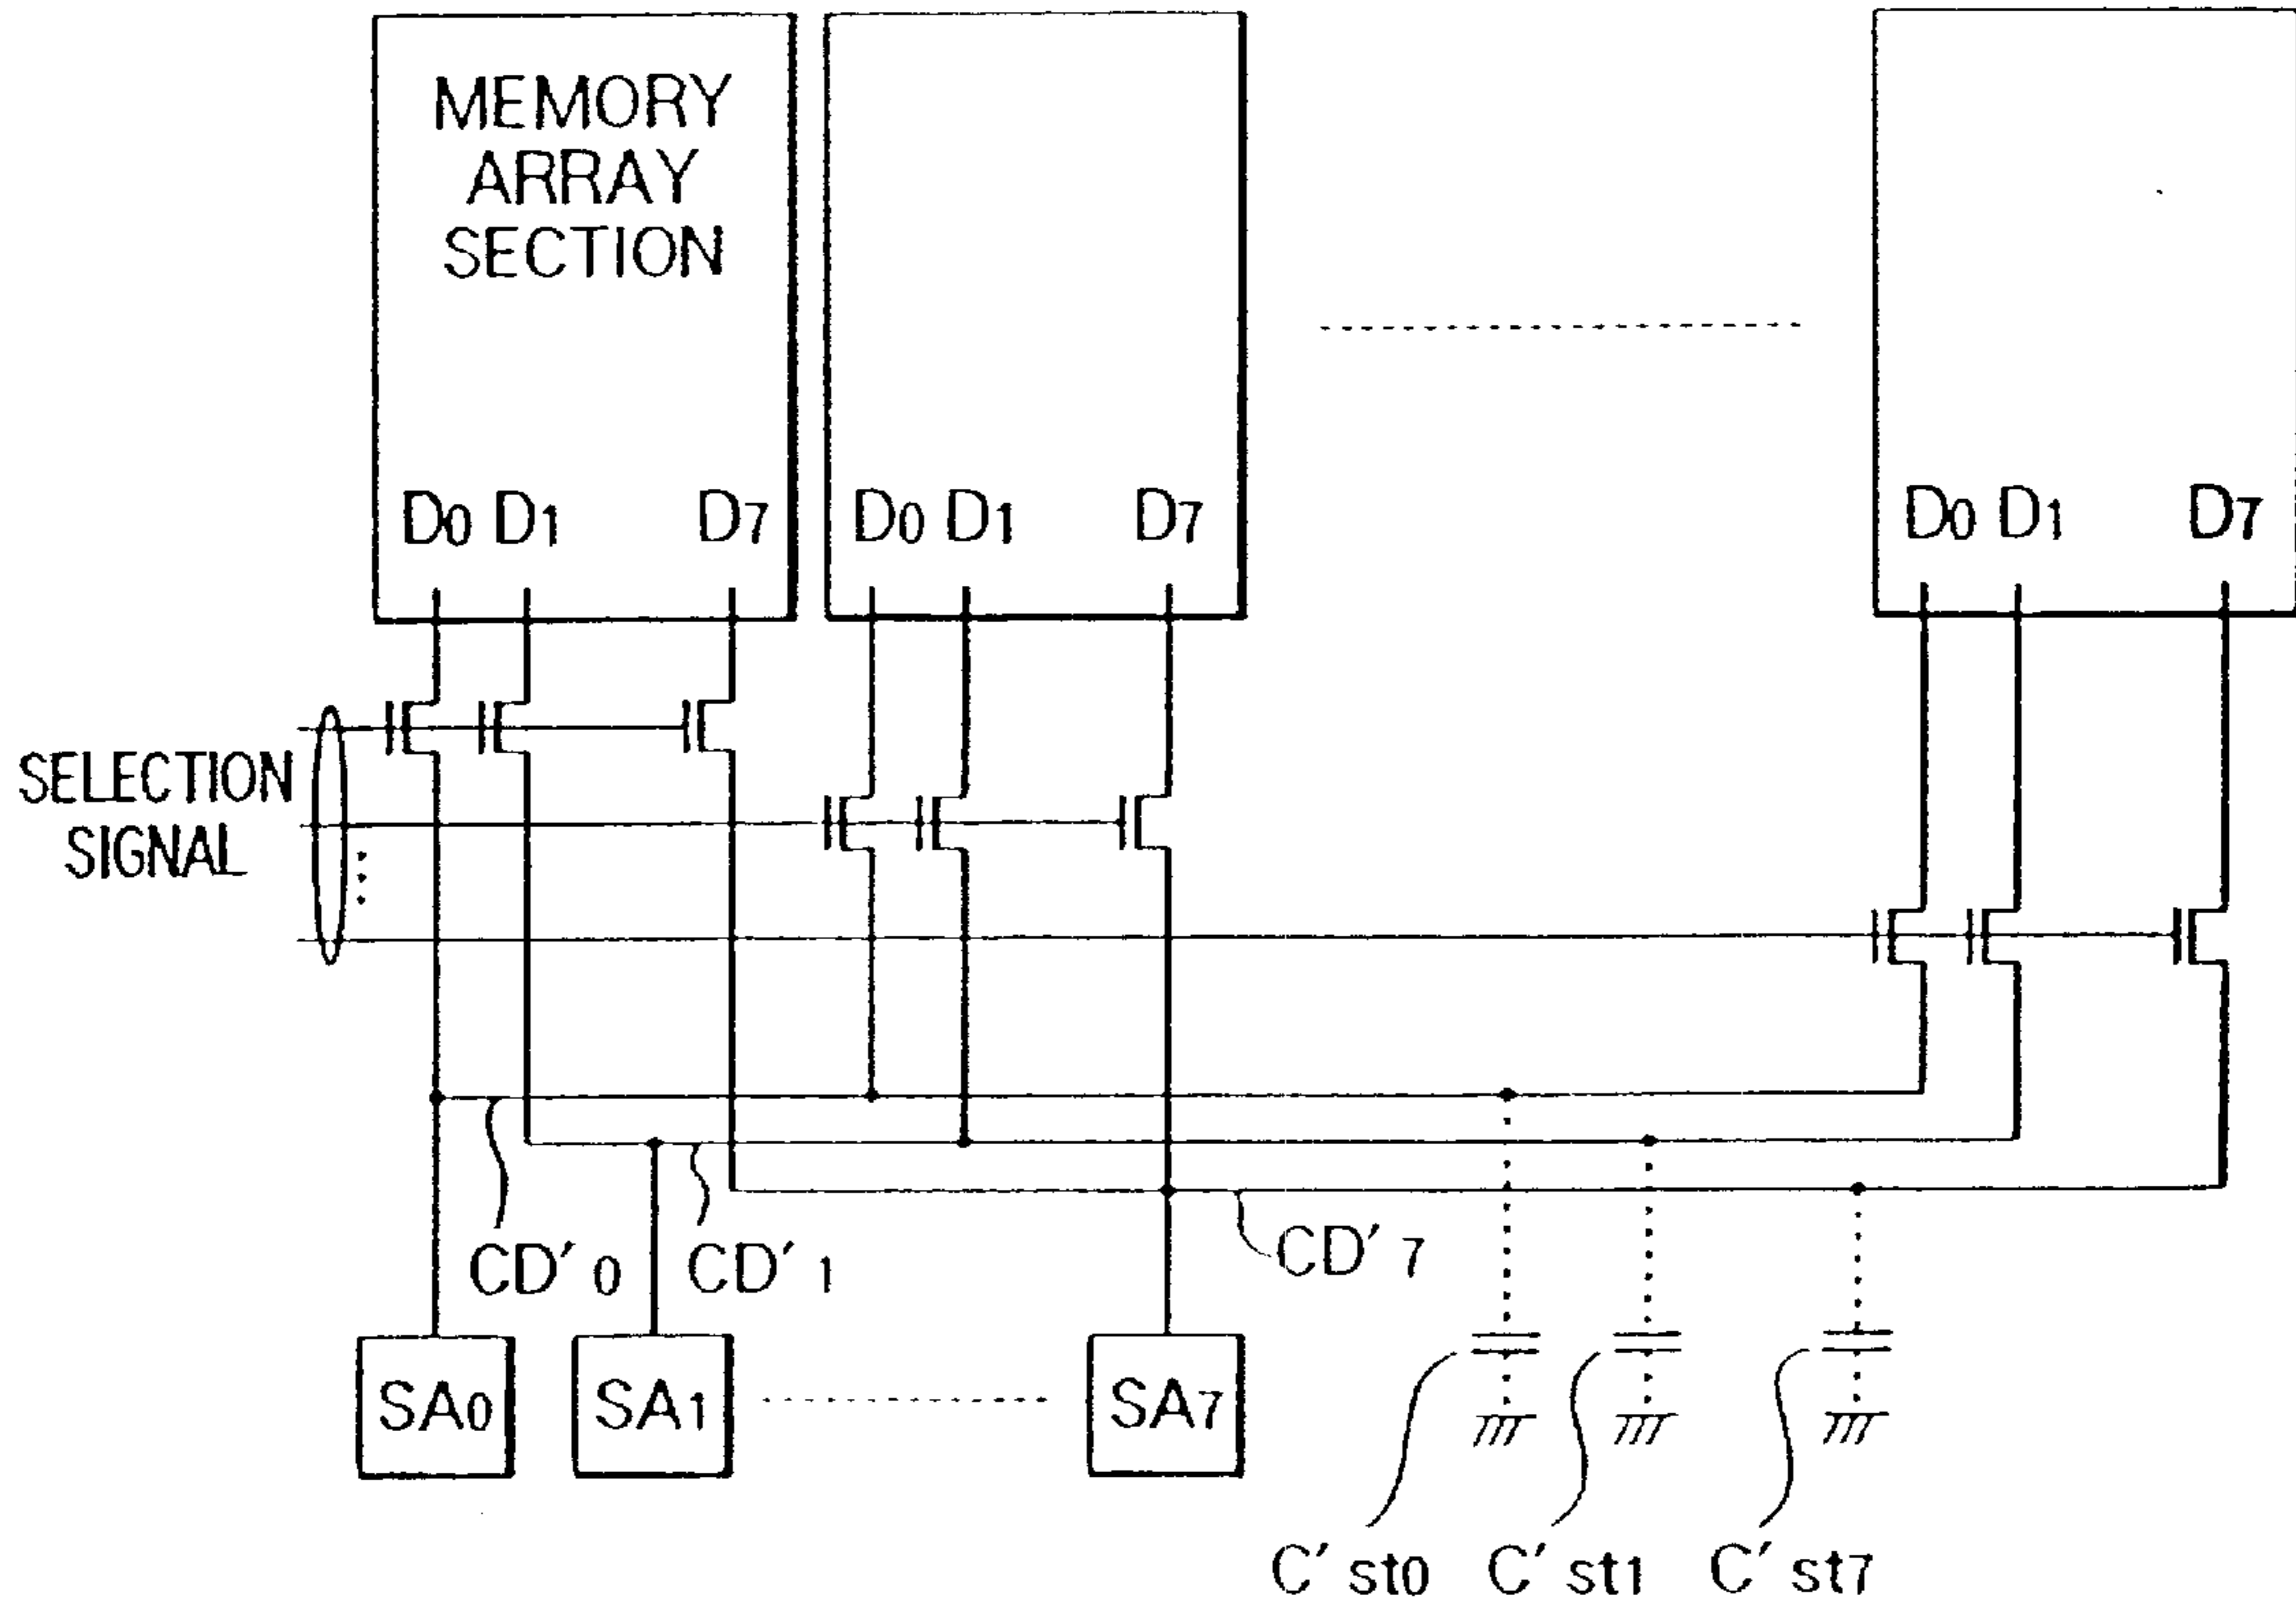 MEMORY
ARRAY
SECTION
D0 D1 D7
D0 D1 D7
D0 D1 D7
SELECTION
SIGNAL
CD'0
CD'1
CD'7
SA0
SA1
SA7
C'st0
C'st1
C'st7